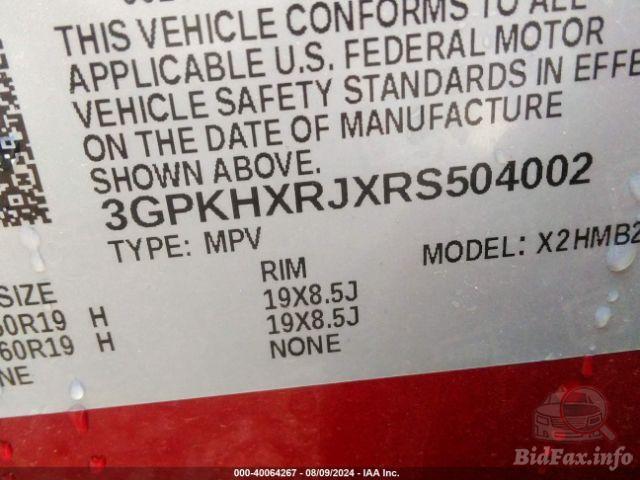 THIS VEHICLE CONFORMS TO ALL
APPLICABLE U.S. FEDERAL MOTOR
VEHICLE SAFETY STANDARDS IN EFFE
ON THE DATE OF MANUFACTURE
SHOWN ABOVE.
3GPKHXRJXRS504002
TYPE: MPV
MODEL: X2HMB2
SIZE RIM
60R19 H 19X8.5J
60R19 H 19X8.5J
NE NONE
BidFax.info
000-40064267 - 08/09/2024 - IAA Inc.